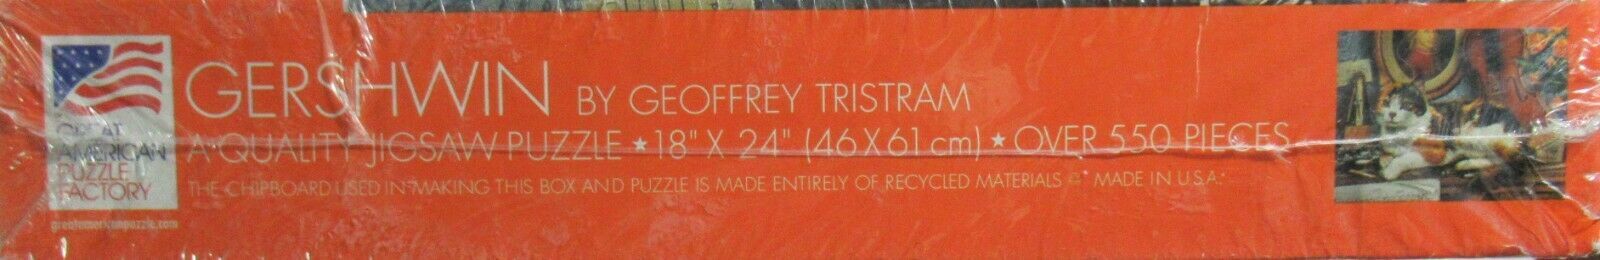 GREAT
AMERICAN
PUZZLE
FACTORY
greatamericanpuzzle.com
GERSHWIN BY GEOFFREY TRISTRAM
A QUALITY JIGSAW PUZZLE ★ 18" X 24" (46 X 61 cm) ★ OVER 550 PIECES
THE CHIPBOARD USED IN MAKING THIS BOX AND PUZZLE IS MADE ENTIRELY OF RECYCLED MATERIALS MADE IN U.S.A.